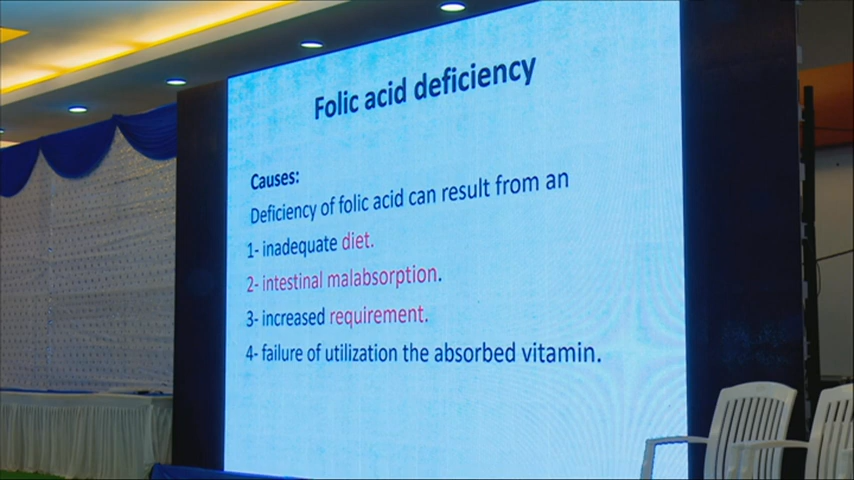 Folic acid deficiency
Causes:
Deficiency of folic acid can result from an
1- inadequate diet.
2- intestinal malabsorption.
3- increased requirement.
4- failure of utilization the absorbed vitamin.